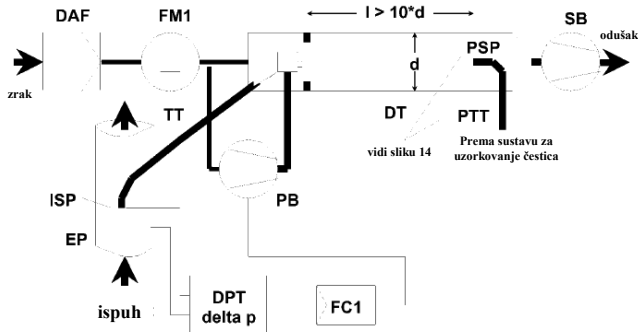 DAF
FM1
l > 10*d
SB
odušak
zrak
d
PSP
TT
DT
PTT
vidi sliku 14
Prema sustavu za
uzorkovanje čestica
ISP
PB
EP
ispuh
DPT
delta p
FC1